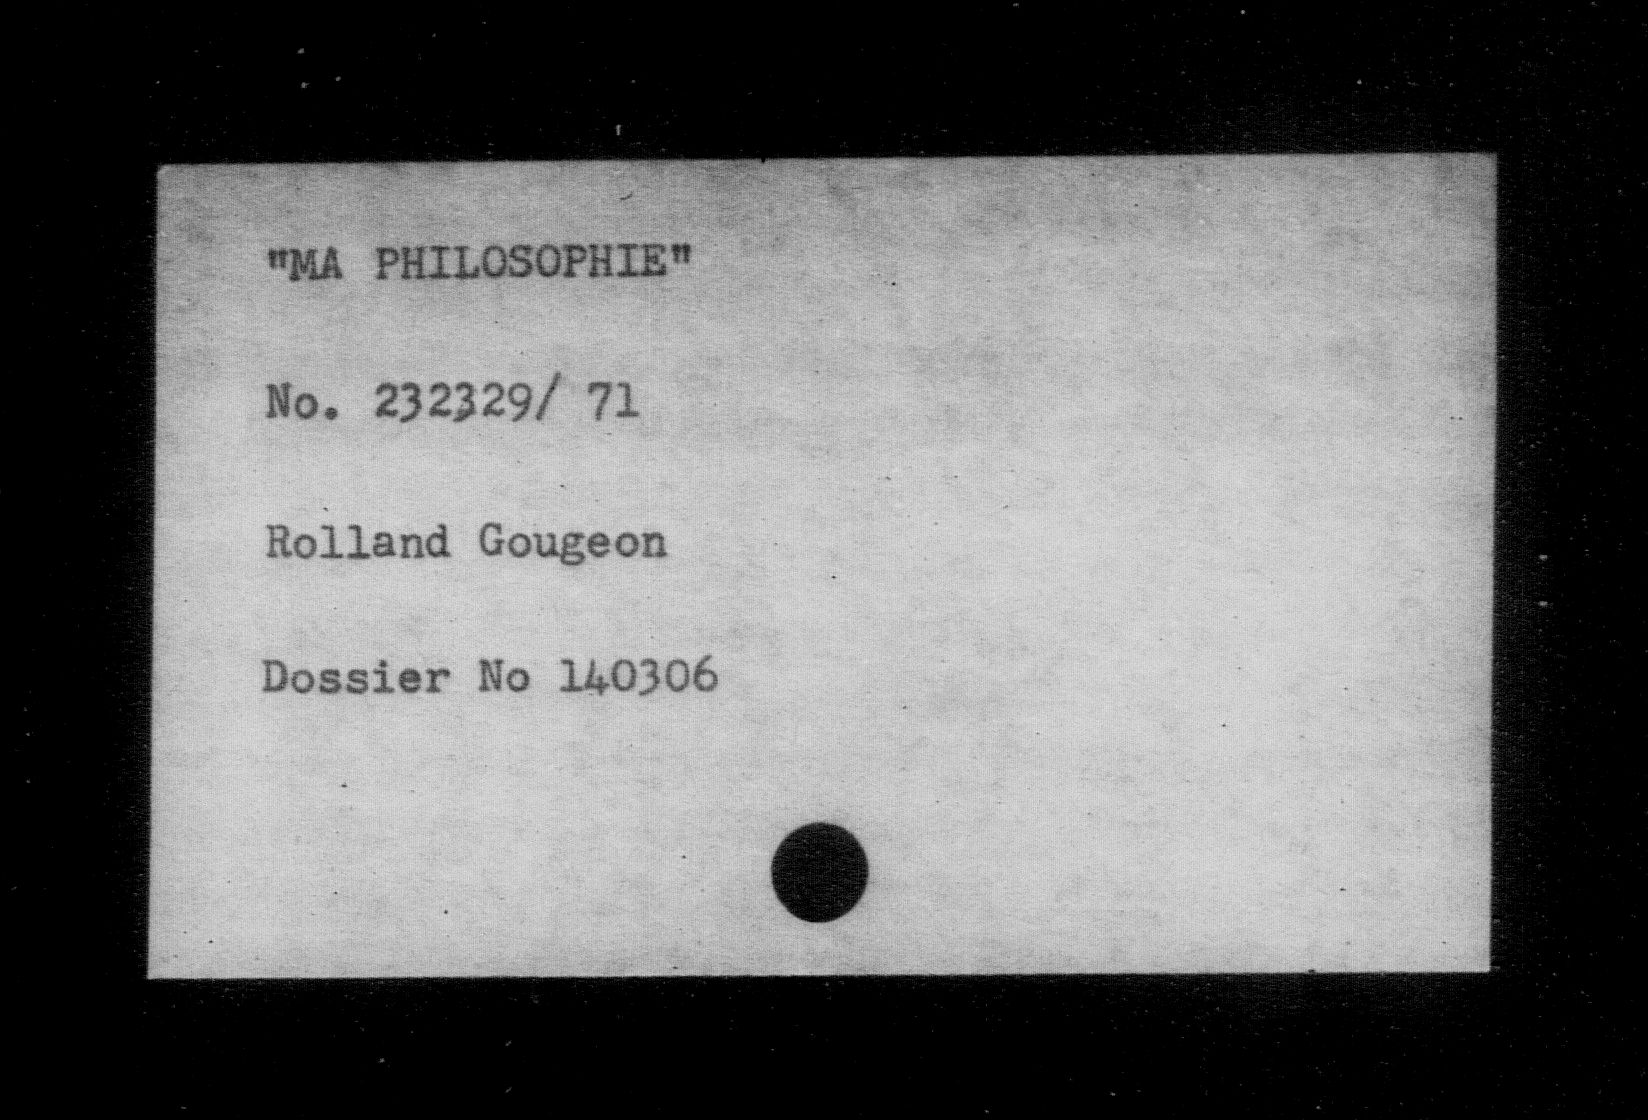 "MA PHILOSOPHIE"
No. 232329/ 71
Rolland Gougeon
Dossier No 140306